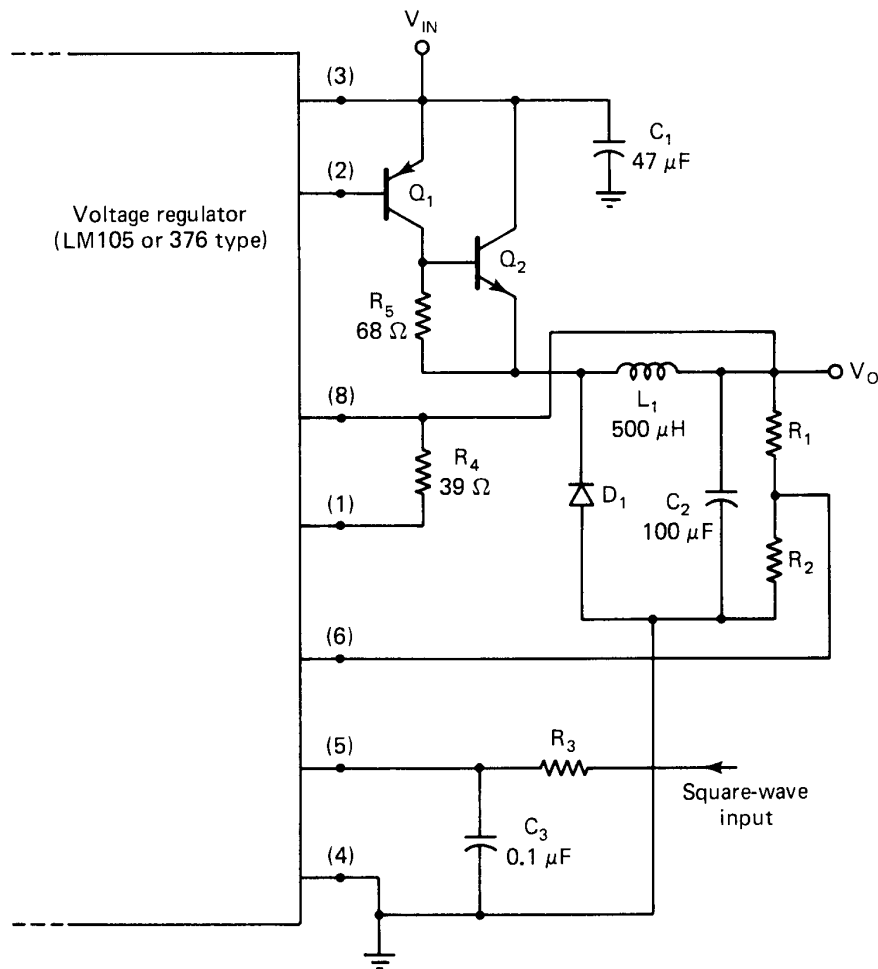 V_IN
(3)
C_1
47 μF
(2)
Q_1
Voltage regulator
(LM105 or 376 type)
Q_2
R_5
68 Ω
V_O
(8)
L_1
500 μH
R_1
R_4
39 Ω
D_1
C_2
100 μF
(1)
R_2
(6)
(5)
R_3
Square-wave
input
C_3
0.1 μF
(4)